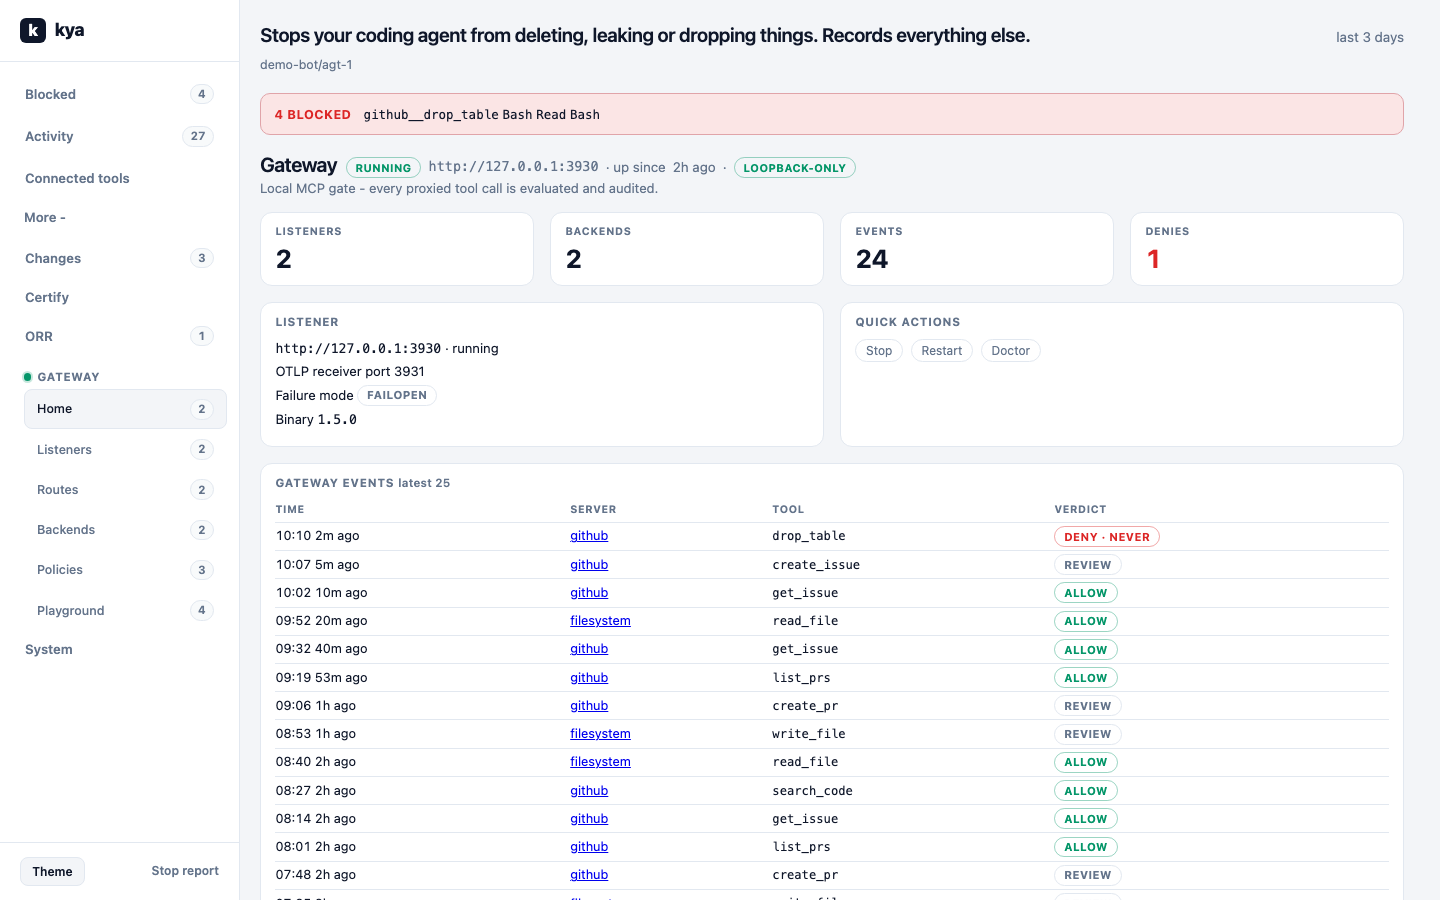 k kya
Blocked 4
Activity 27
Connected tools
More -
Changes 3
Certify
ORR 1
GATEWAY
Home 2
Listeners 2
Routes 2
Backends 2
Policies 3
Playground 4
System
Theme Stop report
Stops your coding agent from deleting, leaking or dropping things. Records everything else.
last 3 days
demo-bot/agt-1
4 BLOCKED github__drop_table Bash Read Bash
Gateway RUNNING http://127.0.0.1:3930 · up since 2h ago · LOOPBACK-ONLY
Local MCP gate - every proxied tool call is evaluated and audited.
LISTENERS
2
BACKENDS
2
EVENTS
24
DENIES
1
LISTENER
http://127.0.0.1:3930 · running
OTLP receiver port 3931
Failure mode FAILOPEN
Binary 1.5.0
QUICK ACTIONS
Stop Restart Doctor
GATEWAY EVENTS latest 25
TIME SERVER TOOL VERDICT
10:10 2m ago github drop_table DENY · NEVER
10:07 5m ago github create_issue REVIEW
10:02 10m ago github get_issue ALLOW
09:52 20m ago filesystem read_file ALLOW
09:32 40m ago github get_issue ALLOW
09:19 53m ago github list_prs ALLOW
09:06 1h ago github create_pr REVIEW
08:53 1h ago filesystem write_file REVIEW
08:40 2h ago filesystem read_file ALLOW
08:27 2h ago github search_code ALLOW
08:14 2h ago github get_issue ALLOW
08:01 2h ago github list_prs ALLOW
07:48 2h ago github create_pr REVIEW